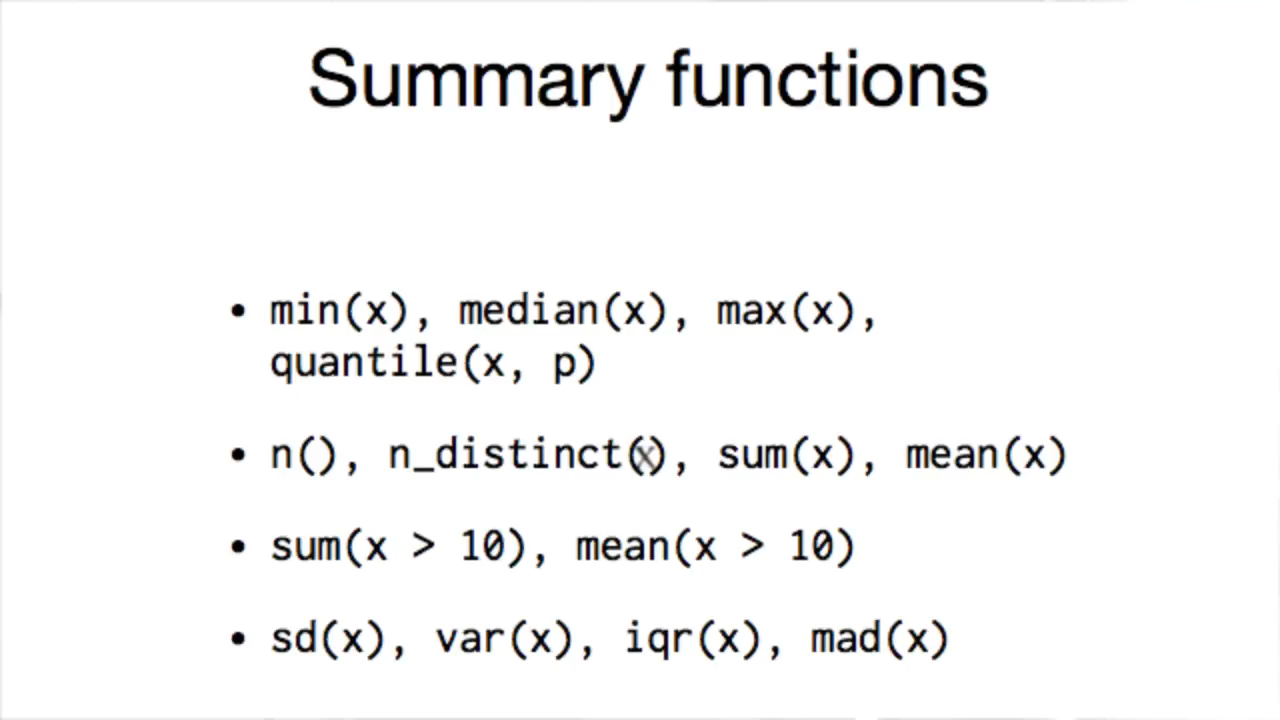 Summary functions
• min(x), median(x), max(x),
quantile(x, p)
• n(), n_distinct(x), sum(x), mean(x)
• sum(x > 10), mean(x > 10)
• sd(x), var(x), iqr(x), mad(x)